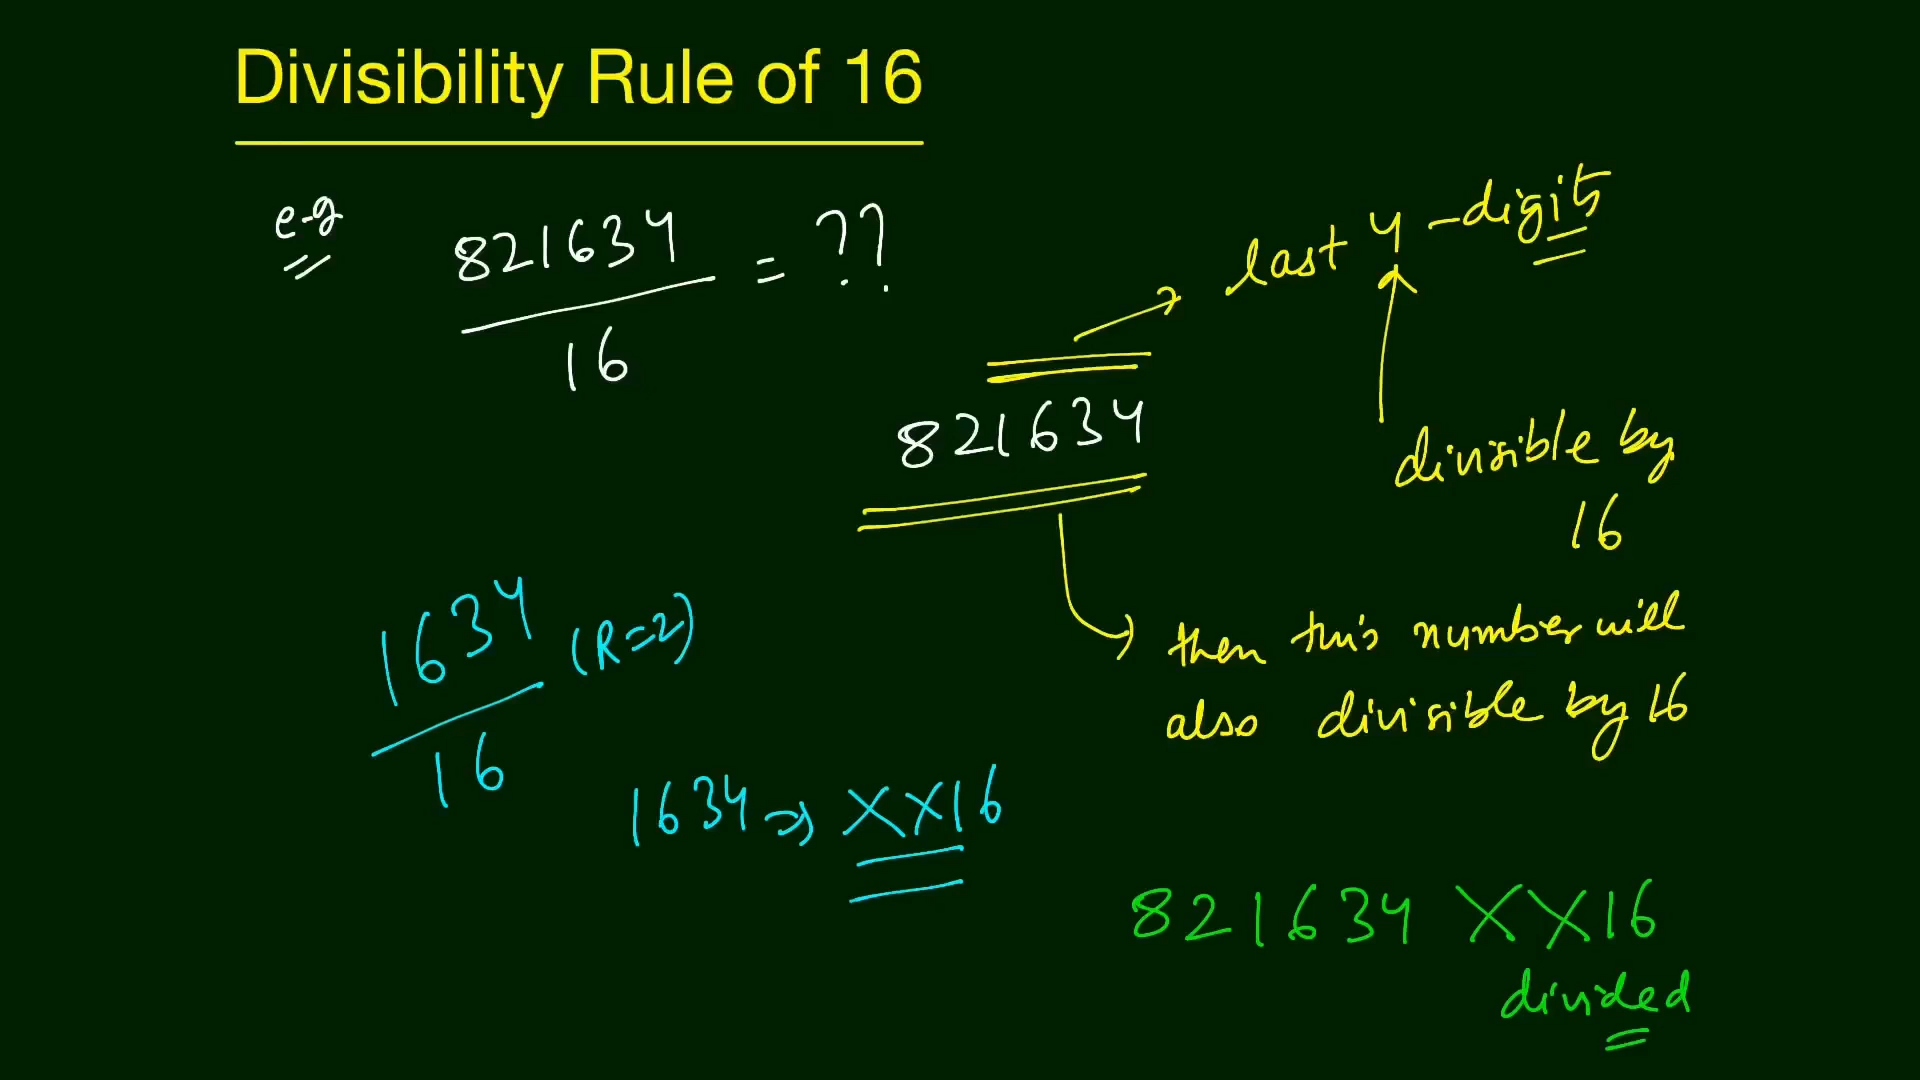 Divisibility Rule of 16
e-g
821634
16
= ??
last 4-digits
821634
divisible by
16
then this number will
also divisible by 16
1634 (R=2)
16
1634 => XX16
821634 XX16
divided